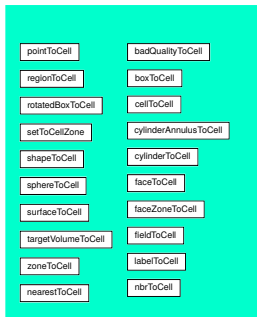 pointToCell
regionToCell
rotatedBoxToCell
setToCellZone
shapeToCell
sphereToCell
surfaceToCell
targetVolumeToCell
zoneToCell
nearestToCell
badQualityToCell
boxToCell
cellToCell
cylinderAnnulusToCell
cylinderToCell
faceToCell
faceZoneToCell
fieldToCell
labelToCell
nbrToCell